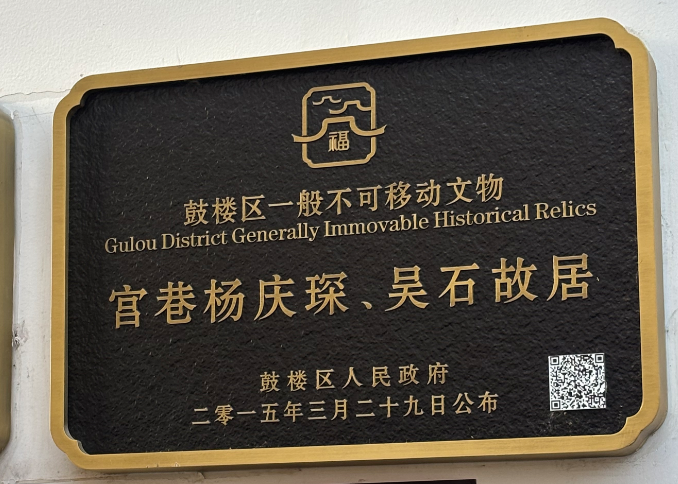 福
鼓楼区一般不可移动文物
Gulou District Generally Immovable Historical Relics
宫巷杨庆琛、吴石故居
鼓楼区人民政府
二零一五年三月二十九日公布